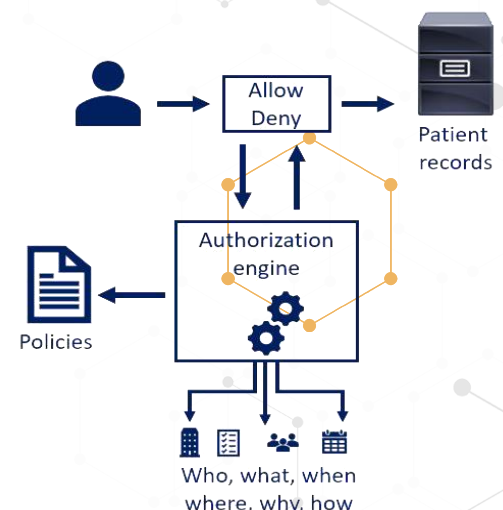 Allow
Deny
Patient
records
Authorization
engine
Policies
Who, what, when
where, why, how